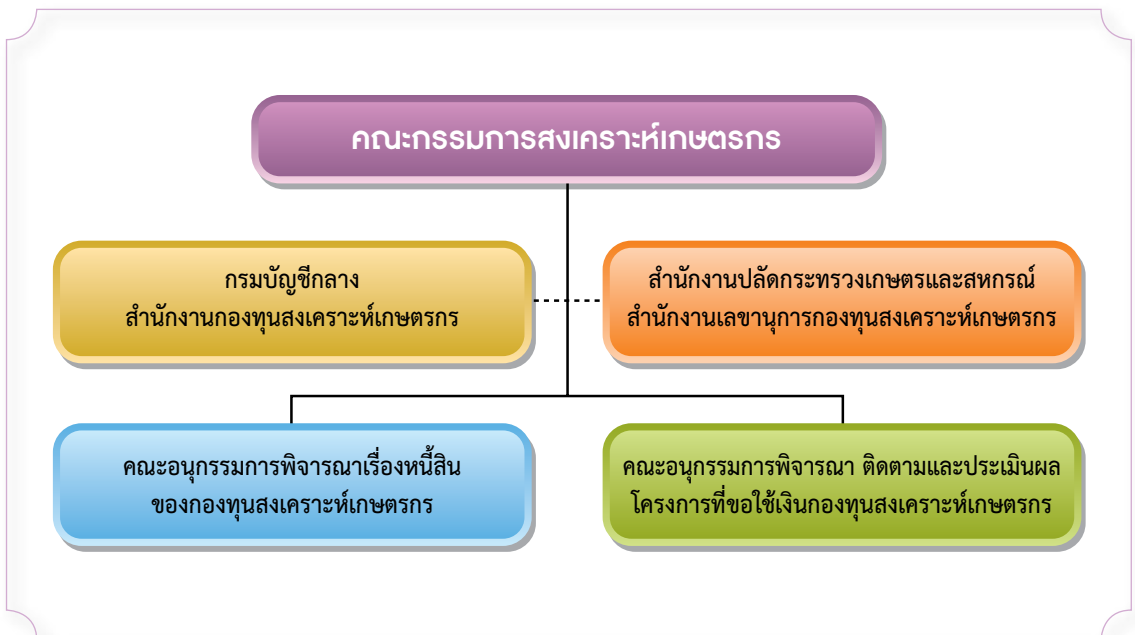 คณะกรรมการสงเคราะห์เกษตรกร
กรมบัญชีกลาง
สำนักงานกองทุนสงเคราะห์เกษตรกร
สำนักงานปลัดกระทรวงเกษตรและสหกรณ์
สำนักงานเลขานุการกองทุนสงเคราะห์เกษตรกร
คณะอนุกรรมการพิจารณาเรื่องหนี้สิน
ของกองทุนสงเคราะห์เกษตรกร
คณะอนุกรรมการพิจารณา ติดตามและประเมินผล
โครงการที่ขอใช้เงินกองทุนสงเคราะห์เกษตรกร